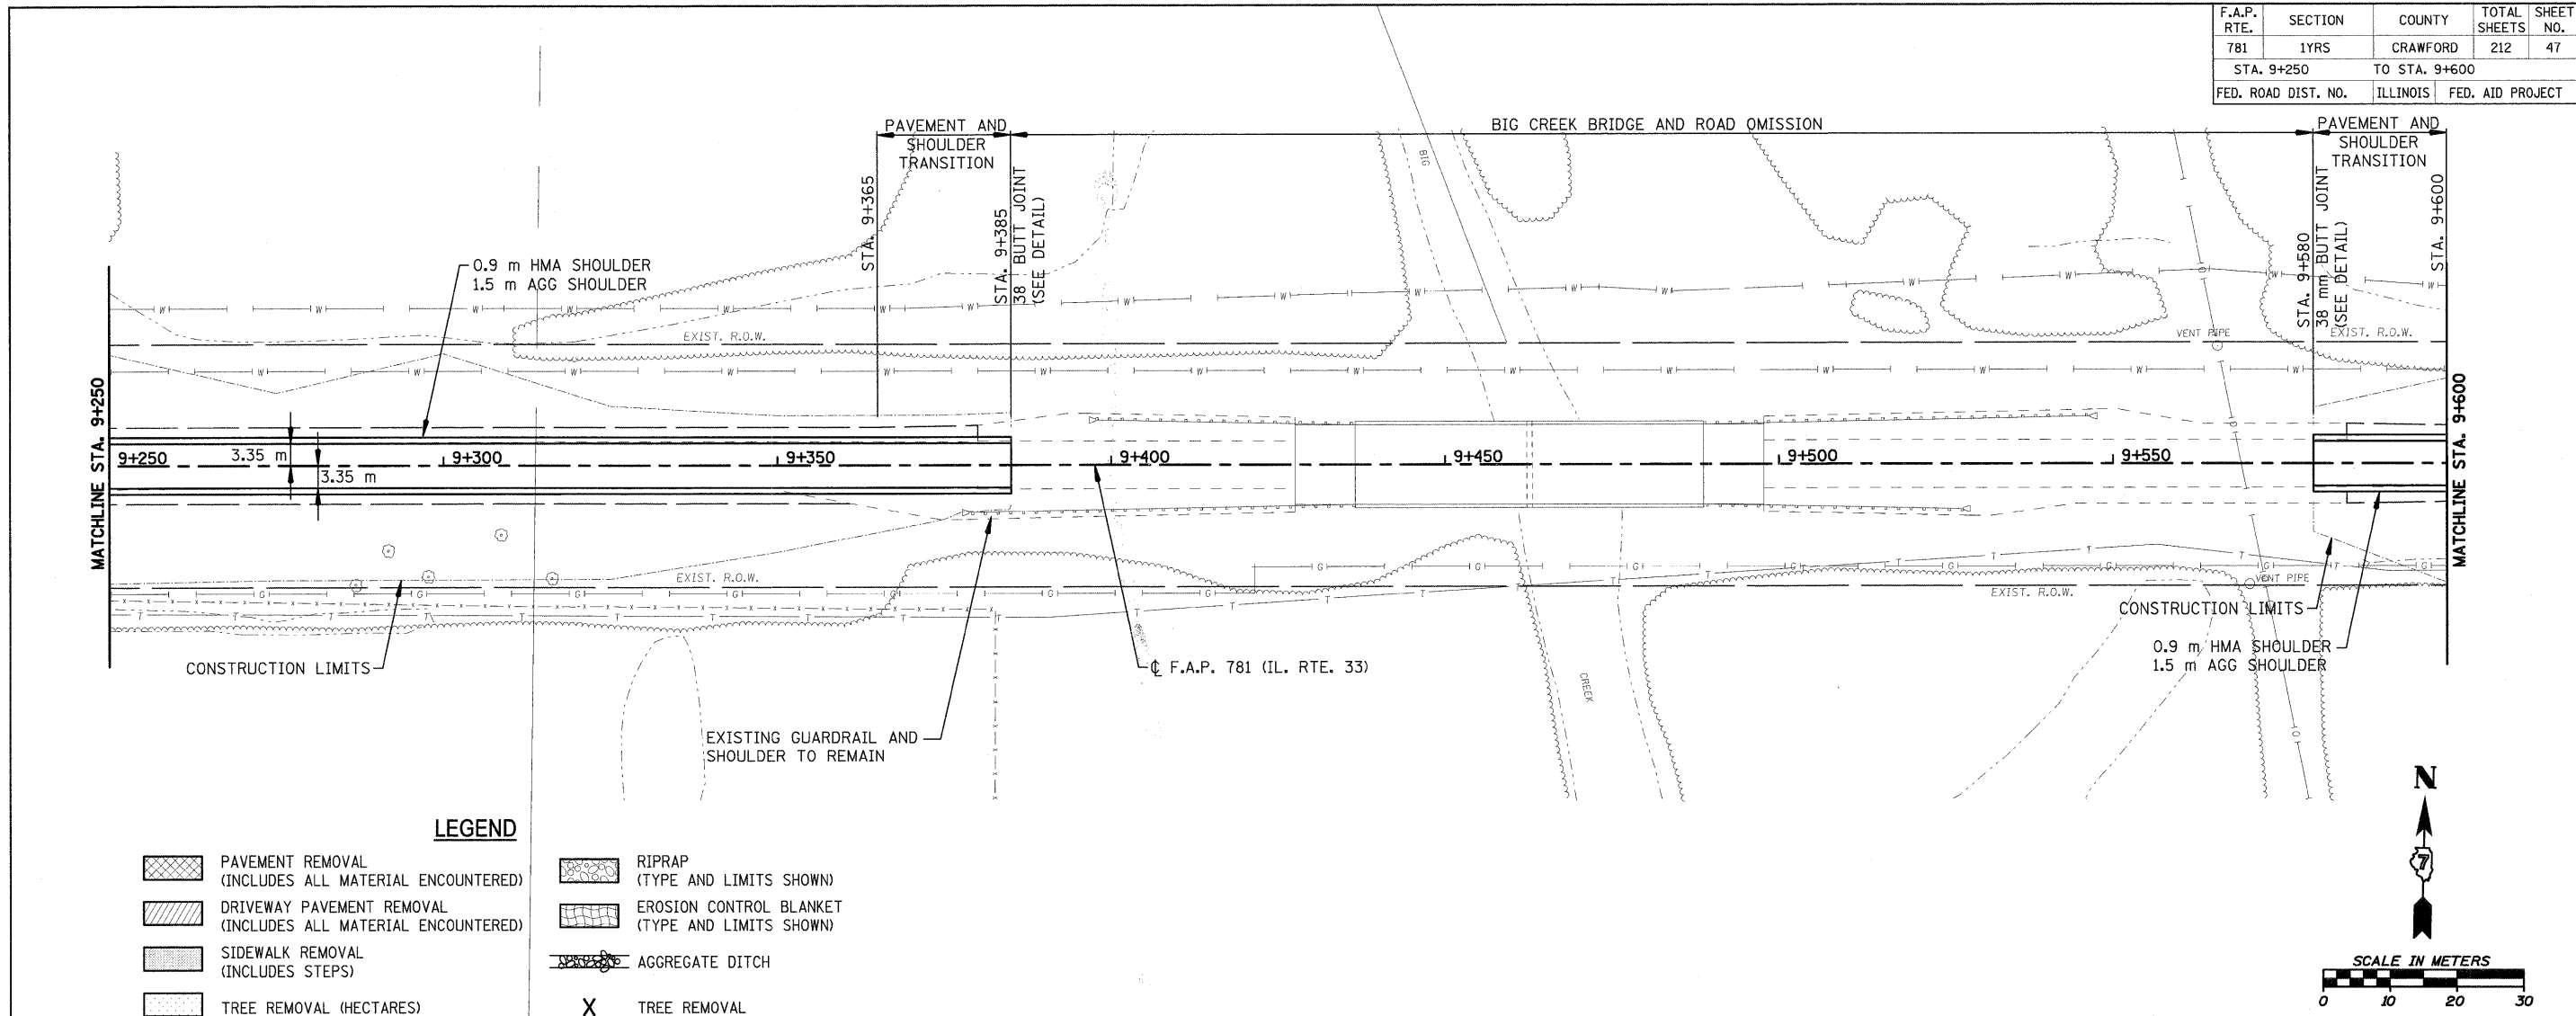 F.A.P. RTE. SECTION COUNTY TOTAL SHEETS SHEET NO.
781 1YRS CRAWFORD 212 47
STA. 9+250 TO STA. 9+600
FED. ROAD DIST. NO. ILLINOIS FED. AID PROJECT
PAVEMENT AND
SHOULDER
TRANSITION
BIG CREEK BRIDGE AND ROAD OMISSION
PAVEMENT AND
SHOULDER
TRANSITION
STA. 9+365
STA. 9+385
38 BUTT JOINT
(SEE DETAIL)
BIG
STA. 9+580
38 mm BUTT JOINT
(SEE DETAIL)
STA. 9+600
0.9 m HMA SHOULDER
1.5 m AGG SHOULDER
EXIST. R.O.W.
VENT PIPE
EXIST. R.O.W.
MATCHLINE STA. 9+250
9+250
3.35 m
3.35 m
9+300
9+350
9+400
9+450
9+500
9+550
MATCHLINE STA. 9+600
EXIST. R.O.W.
VENT PIPE
EXIST. R.O.W.
CONSTRUCTION LIMITS
CONSTRUCTION LIMITS
0.9 m HMA SHOULDER
1.5 m AGG SHOULDER
℄ F.A.P. 781 (IL. RTE. 33)
CREEK
EXISTING GUARDRAIL AND
SHOULDER TO REMAIN
N
7
LEGEND
PAVEMENT REMOVAL
(INCLUDES ALL MATERIAL ENCOUNTERED)
DRIVEWAY PAVEMENT REMOVAL
(INCLUDES ALL MATERIAL ENCOUNTERED)
SIDEWALK REMOVAL
(INCLUDES STEPS)
TREE REMOVAL (HECTARES)
RIPRAP
(TYPE AND LIMITS SHOWN)
EROSION CONTROL BLANKET
(TYPE AND LIMITS SHOWN)
AGGREGATE DITCH
X TREE REMOVAL
SCALE IN METERS
0 10 20 30